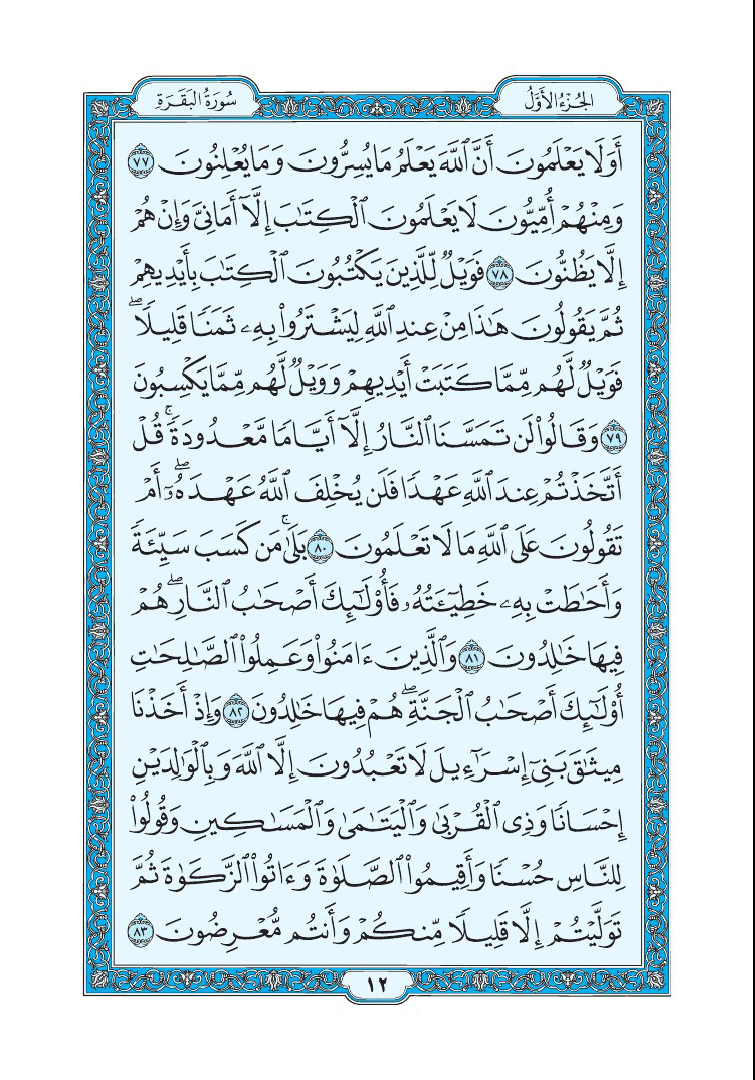 الجُزْءُ الأَوَّلُ
سُورَةُ البَقَرَةِ
أَوَلَا يَعْلَمُونَ أَنَّ ٱللَّهَ يَعْلَمُ مَا يُسِرُّونَ وَمَا يُعْلِنُونَ ٧٧
وَمِنْهُمْ أُمِّيُّونَ لَا يَعْلَمُونَ ٱلْكِتَٰبَ إِلَّآ أَمَانِيَّ وَإِنْ هُمْ
إِلَّا يَظُنُّونَ ٧٨ فَوَيْلٌ لِّلَّذِينَ يَكْتُبُونَ ٱلْكِتَٰبَ بِأَيْدِيهِمْ
ثُمَّ يَقُولُونَ هَٰذَا مِنْ عِندِ ٱللَّهِ لِيَشْتَرُوا۟ بِهِۦ ثَمَنًا قَلِيلًا ۖ
فَوَيْلٌ لَّهُم مِّمَّا كَتَبَتْ أَيْدِيهِمْ وَوَيْلٌ لَّهُم مِّمَّا يَكْسِبُونَ
٧٩ وَقَالُوا۟ لَن تَمَسَّنَا ٱلنَّارُ إِلَّآ أَيَّامًا مَّعْدُودَةً ۚ قُلْ
أَتَّخَذْتُمْ عِندَ ٱللَّهِ عَهْدًا فَلَن يُخْلِفَ ٱللَّهُ عَهْدَهُۥٓ ۖ أَمْ
تَقُولُونَ عَلَى ٱللَّهِ مَا لَا تَعْلَمُونَ ٨٠ بَلَىٰ ۚ مَن كَسَبَ سَيِّئَةً
وَأَحَٰطَتْ بِهِۦ خَطِيٓـَٔتُهُۥ فَأُو۟لَٰٓئِكَ أَصْحَٰبُ ٱلنَّارِ ۖ هُمْ
فِيهَا خَٰلِدُونَ ٨١ وَٱلَّذِينَ ءَامَنُوا۟ وَعَمِلُوا۟ ٱلصَّٰلِحَٰتِ
أُو۟لَٰٓئِكَ أَصْحَٰبُ ٱلْجَنَّةِ ۖ هُمْ فِيهَا خَٰلِدُونَ ٨٢ وَإِذْ أَخَذْنَا
مِيثَٰقَ بَنِىٓ إِسْرَٰٓءِيلَ لَا تَعْبُدُونَ إِلَّا ٱللَّهَ وَبِٱلْوَٰلِدَيْنِ
إِحْسَانًا وَذِى ٱلْقُرْبَىٰ وَٱلْيَتَٰمَىٰ وَٱلْمَسَٰكِينِ وَقُولُوا۟
لِلنَّاسِ حُسْنًا وَأَقِيمُوا۟ ٱلصَّلَوٰةَ وَءَاتُوا۟ ٱلزَّكَوٰةَ ثُمَّ
تَوَلَّيْتُمْ إِلَّا قَلِيلًا مِّنكُمْ وَأَنتُم مُّعْرِضُونَ ٨٣
١٢